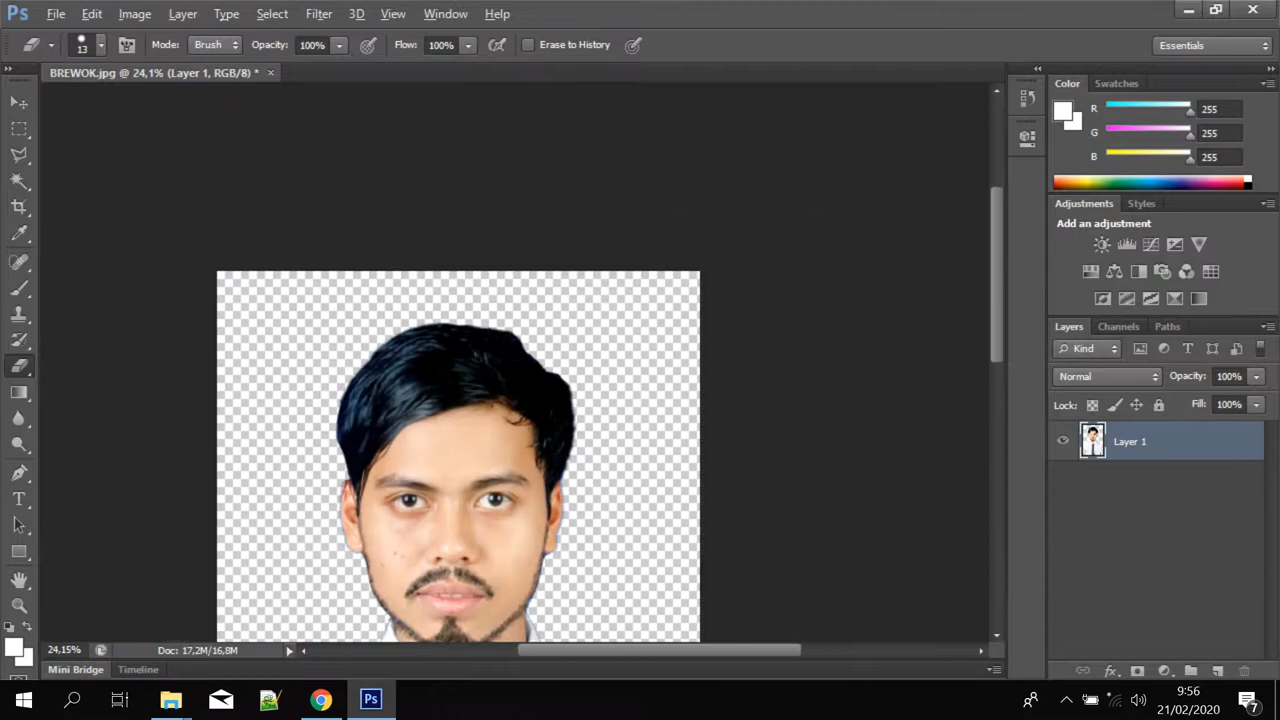 Ps File Edit Image Layer Type Select Filter 3D View Window Help
13 Mode: Brush Opacity: 100% Flow: 100% Erase to History Essentials
BREWOK.jpg @ 24,1% (Layer 1, RGB/8) * ×
Color Swatches
R 255
G 255
B 255
Adjustments Styles
Add an adjustment
Layers Channels Paths
Kind
Normal Opacity: 100%
Lock: Fill: 100%
Layer 1
24,15% Doc: 17,2M/16,8M
Mini Bridge Timeline
Ps
9:56
21/02/2020
7